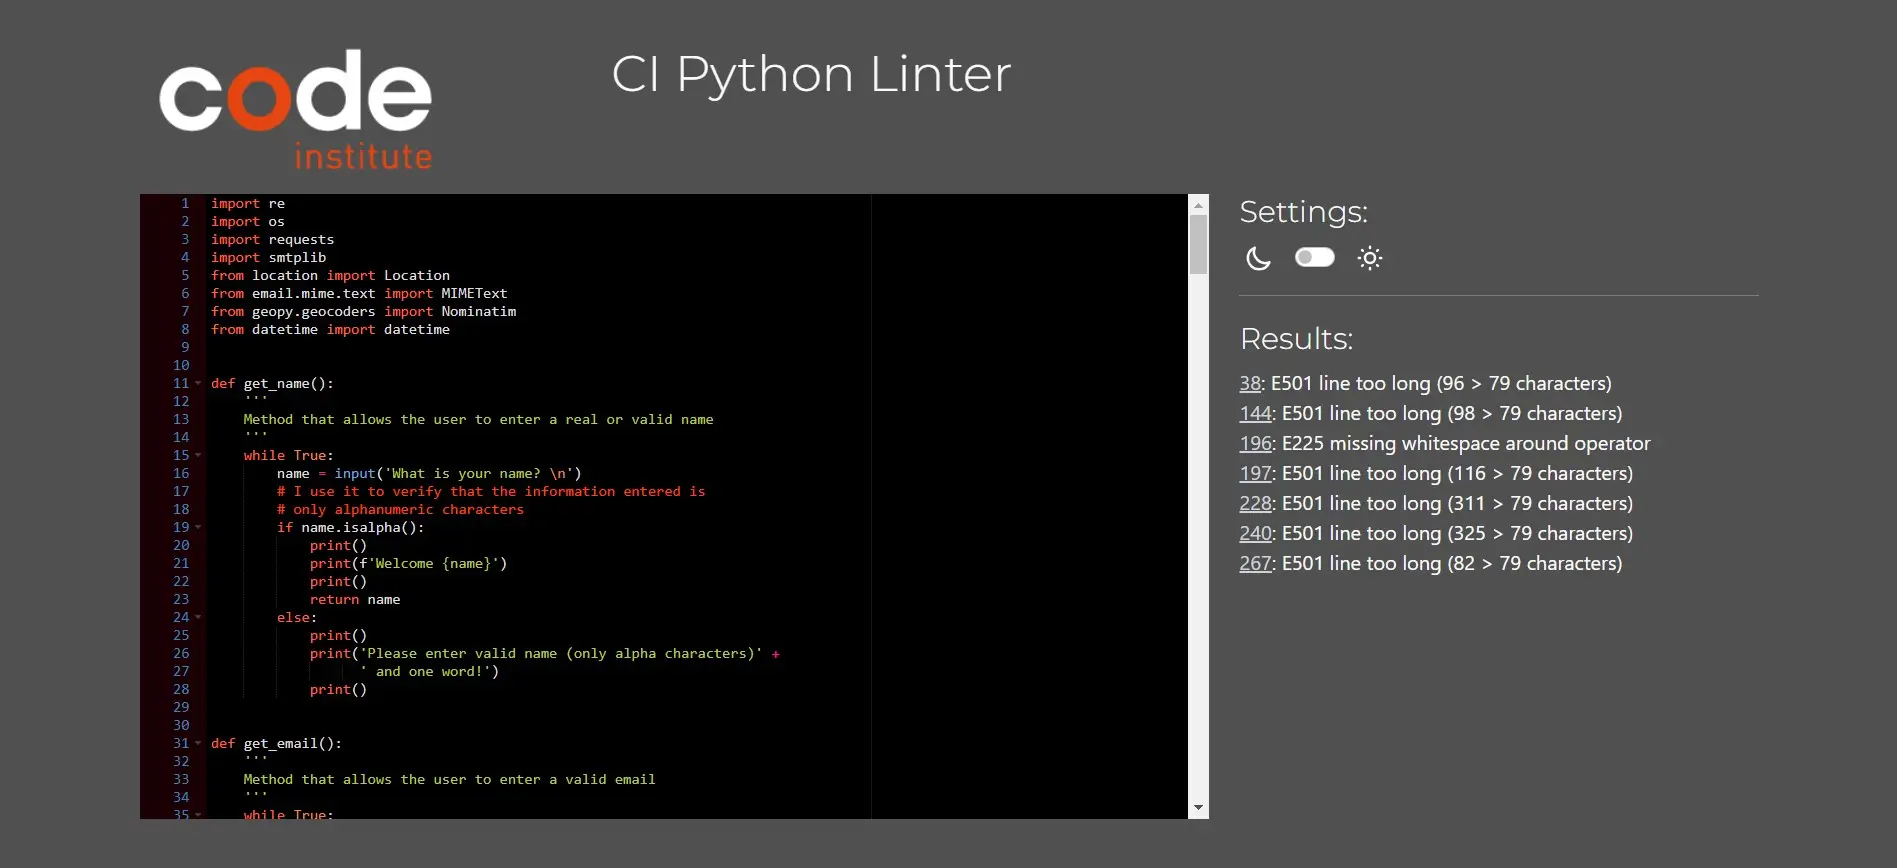 code
institute
CI Python Linter
1 import re
2 import os
3 import requests
4 import smtplib
5 from location import Location
6 from email.mime.text import MIMEText
7 from geopy.geocoders import Nominatim
8 from datetime import datetime
9
10
11 def get_name():
12     '''
13     Method that allows the user to enter a real or valid name
14     '''
15     while True:
16         name = input('What is your name? \n')
17         # I use it to verify that the information entered is
18         # only alphanumeric characters
19         if name.isalpha():
20             print()
21             print(f'Welcome {name}')
22             print()
23             return name
24         else:
25             print()
26             print('Please enter valid name (only alpha characters)' +
27                   ' and one word!')
28             print()
29
30
31 def get_email():
32     '''
33     Method that allows the user to enter a valid email
34     '''
35     while True:
Settings:
Results:
38: E501 line too long (96 > 79 characters)
144: E501 line too long (98 > 79 characters)
196: E225 missing whitespace around operator
197: E501 line too long (116 > 79 characters)
228: E501 line too long (311 > 79 characters)
240: E501 line too long (325 > 79 characters)
267: E501 line too long (82 > 79 characters)